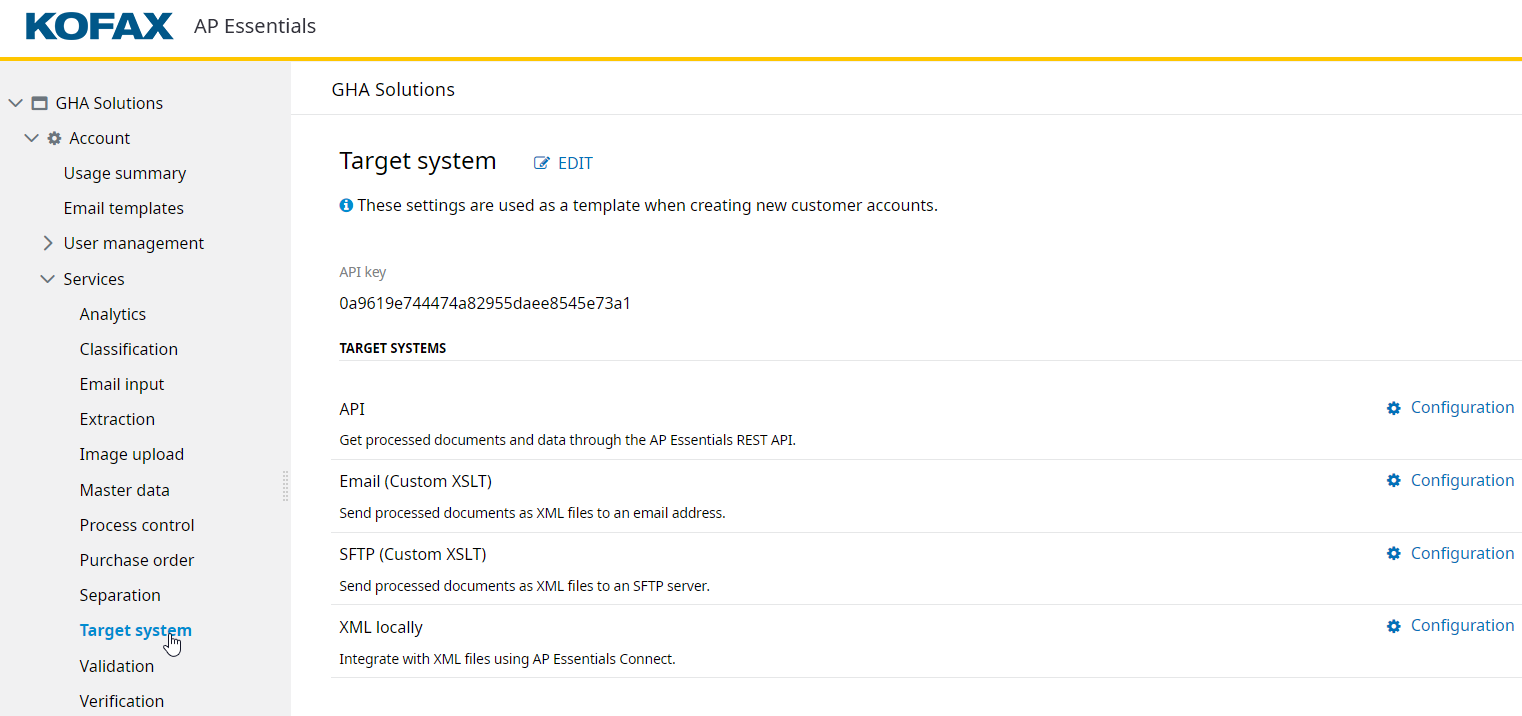 KOFAX AP Essentials
GHA Solutions
Account
Usage summary
Email templates
User management
Services
Analytics
Classification
Email input
Extraction
Image upload
Master data
Process control
Purchase order
Separation
Target system
Validation
Verification
GHA Solutions
Target system EDIT
These settings are used as a template when creating new customer accounts.
API key
0a9619e744474a82955daee8545e73a1
TARGET SYSTEMS
API Configuration
Get processed documents and data through the AP Essentials REST API.
Email (Custom XSLT) Configuration
Send processed documents as XML files to an email address.
SFTP (Custom XSLT) Configuration
Send processed documents as XML files to an SFTP server.
XML locally Configuration
Integrate with XML files using AP Essentials Connect.